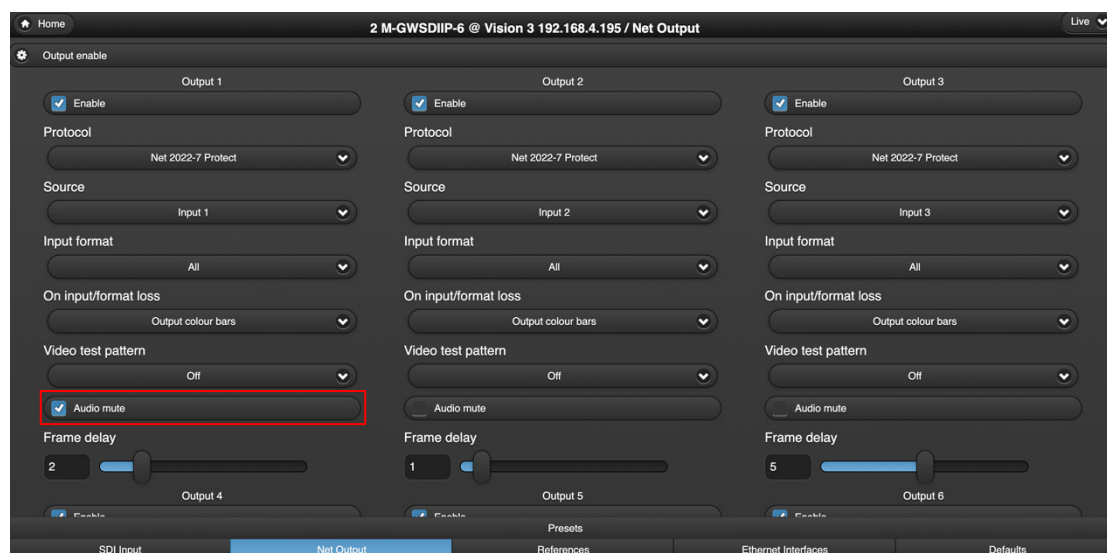 Home
2 M-GWSDIIP-6 @ Vision 3 192.168.4.195 / Net Output
Live
Output enable
Output 1 Output 2 Output 3
Enable Enable Enable
Protocol Protocol Protocol
Net 2022-7 Protect Net 2022-7 Protect Net 2022-7 Protect
Source Source Source
Input 1 Input 2 Input 3
Input format Input format Input format
All All All
On input/format loss On input/format loss On input/format loss
Output colour bars Output colour bars Output colour bars
Video test pattern Video test pattern Video test pattern
Off Off Off
Audio mute Audio mute Audio mute
Frame delay Frame delay Frame delay
2 1 5
Output 4 Output 5 Output 6
Enable Enable Enable
Presets
SDI Input Net Output References Ethernet Interfaces Defaults